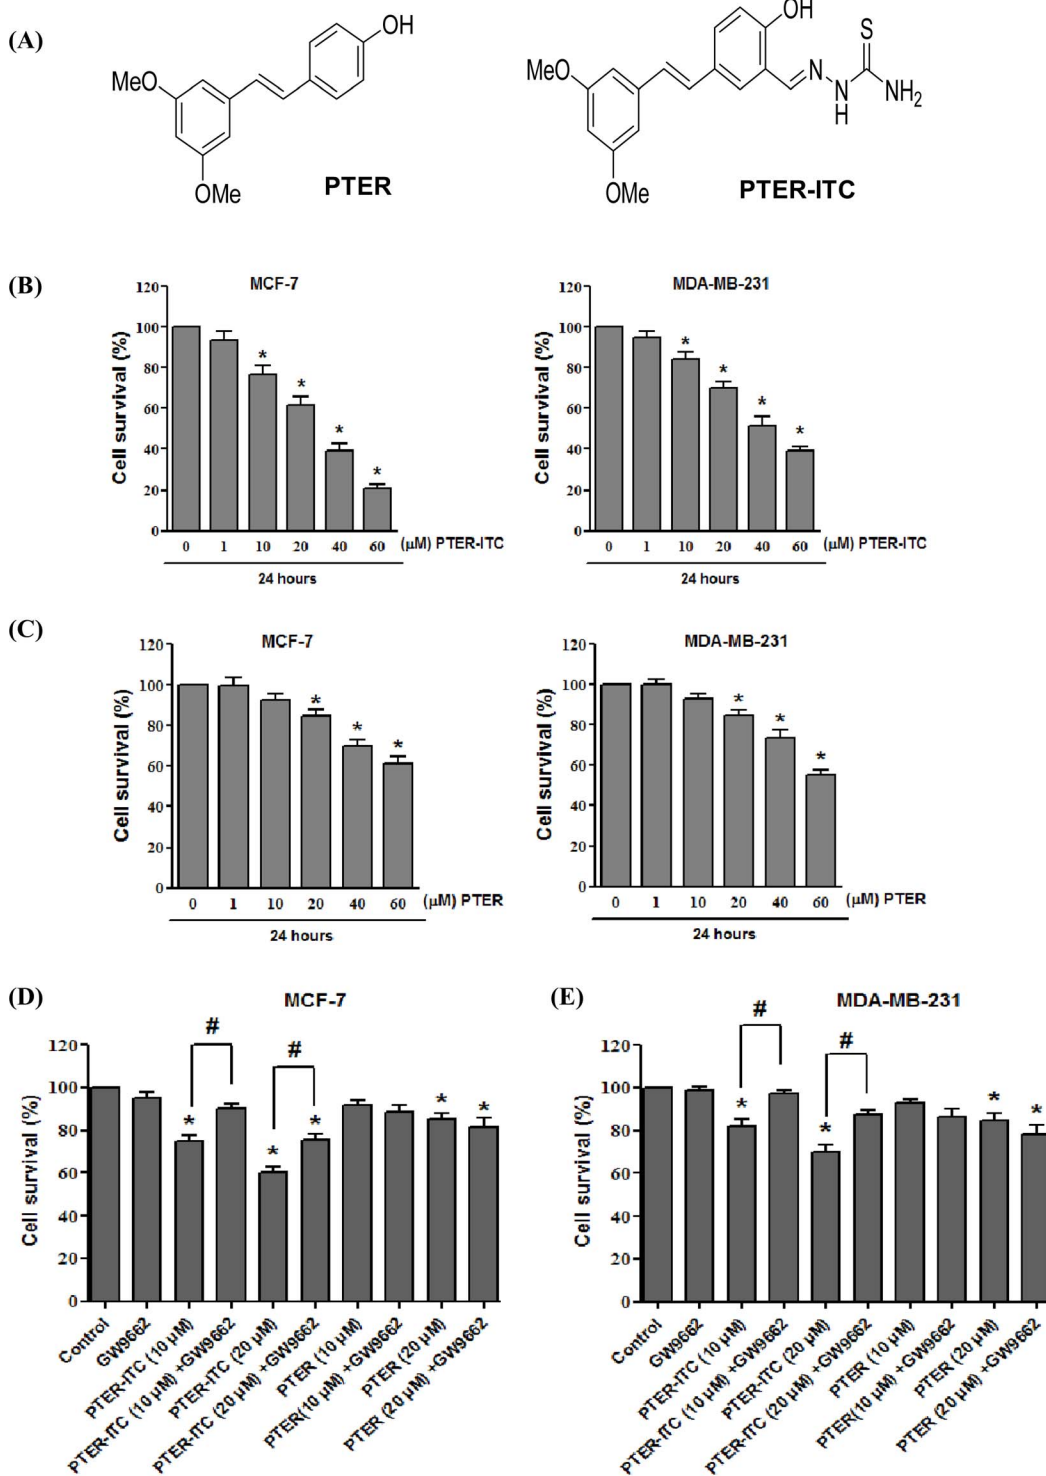 (A)
OH
MeO
OMe
PTER
OH
MeO
OMe
N
N
H
S
NH2
PTER-ITC
(B)
MCF-7
Cell survival (%)
120
100
80
60
40
20
0
* * * *
0 1 10 20 40 60 (μM) PTER-ITC
24 hours
MDA-MB-231
Cell survival (%)
120
100
80
60
40
20
0
* * * *
0 1 10 20 40 60 (μM) PTER-ITC
24 hours
(C)
MCF-7
Cell survival (%)
120
100
80
60
40
20
0
* * *
0 1 10 20 40 60 (μM) PTER
24 hours
MDA-MB-231
Cell survival (%)
120
100
80
60
40
20
0
* * *
0 1 10 20 40 60 (μM) PTER
24 hours
(D)
MCF-7
Cell survival (%)
120
100
80
60
40
20
0
# #
* * * * *
Control
GW9662
PTER-ITC (10 μM)
PTER-ITC (10 μM) +GW9662
PTER-ITC (20 μM)
PTER-ITC (20 μM) +GW9662
PTER (10 μM)
PTER(10 μM) +GW9662
PTER (20 μM)
PTER (20 μM) +GW9662
(E)
MDA-MB-231
Cell survival (%)
120
100
80
60
40
20
0
# #
* * * *
Control
GW9662
PTER-ITC (10 μM)
PTER-ITC (10 μM) +GW9662
PTER-ITC (20 μM)
PTER-ITC (20 μM) +GW9662
PTER (10 μM)
PTER(10 μM) +GW9662
PTER (20 μM)
PTER (20 μM) +GW9662